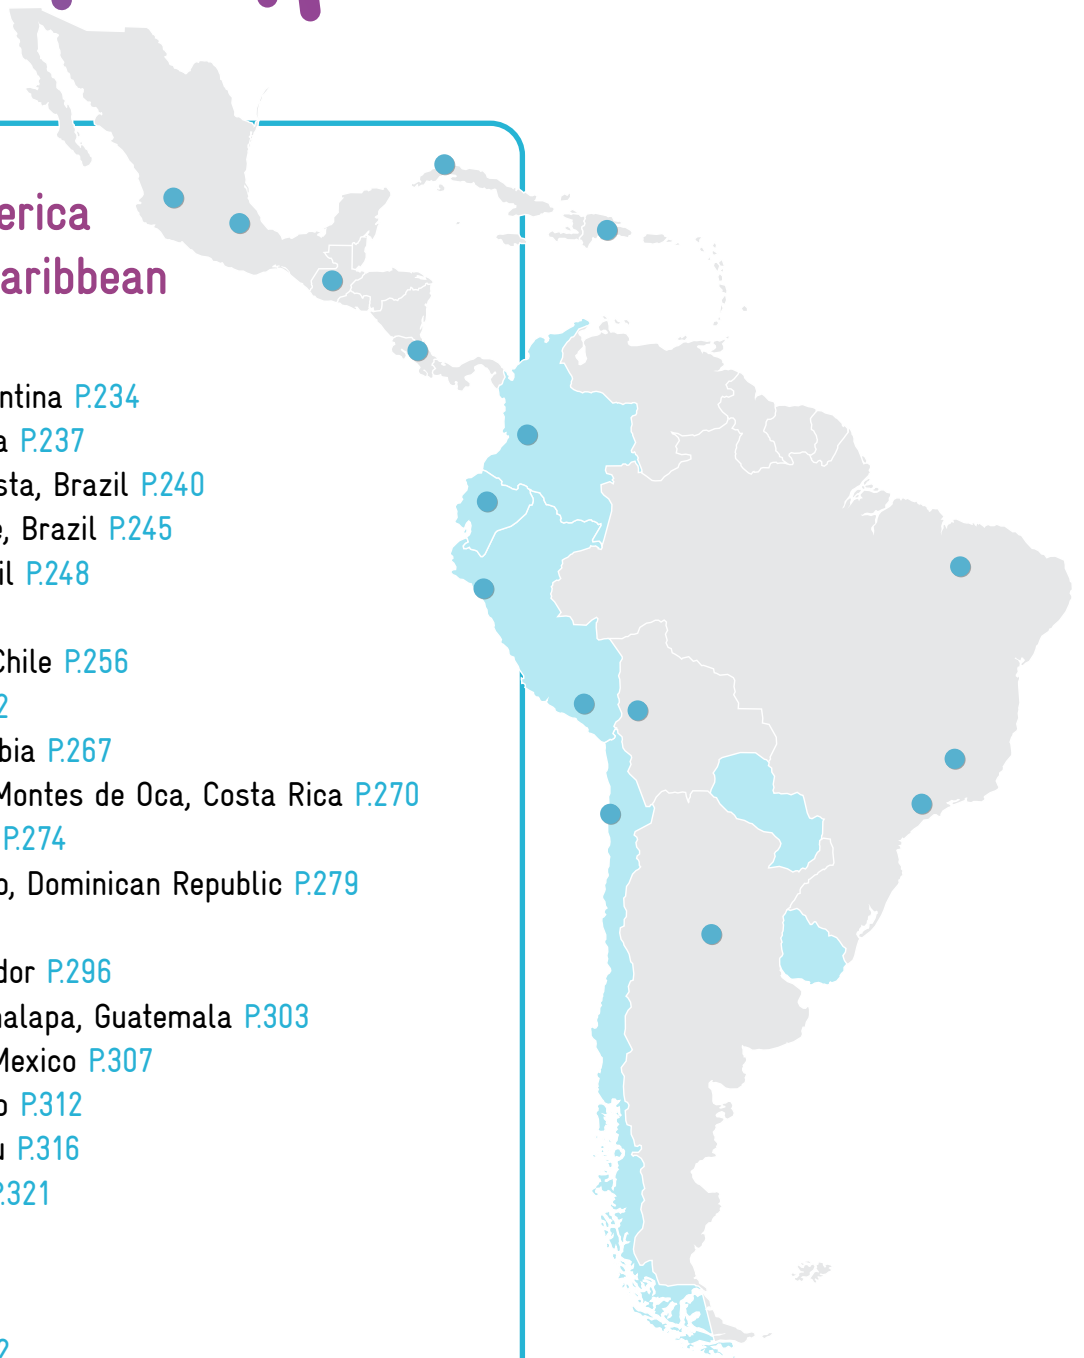 erica
aribbean
ntina P.234
a P.237
sta, Brazil P.240
e, Brazil P.245
il P.248
Chile P.256
2
bia P.267
Montes de Oca, Costa Rica P.270
P.274
o, Dominican Republic P.279
dor P.296
nalapa, Guatemala P.303
Mexico P.307
o P.312
u P.316
P.321
2